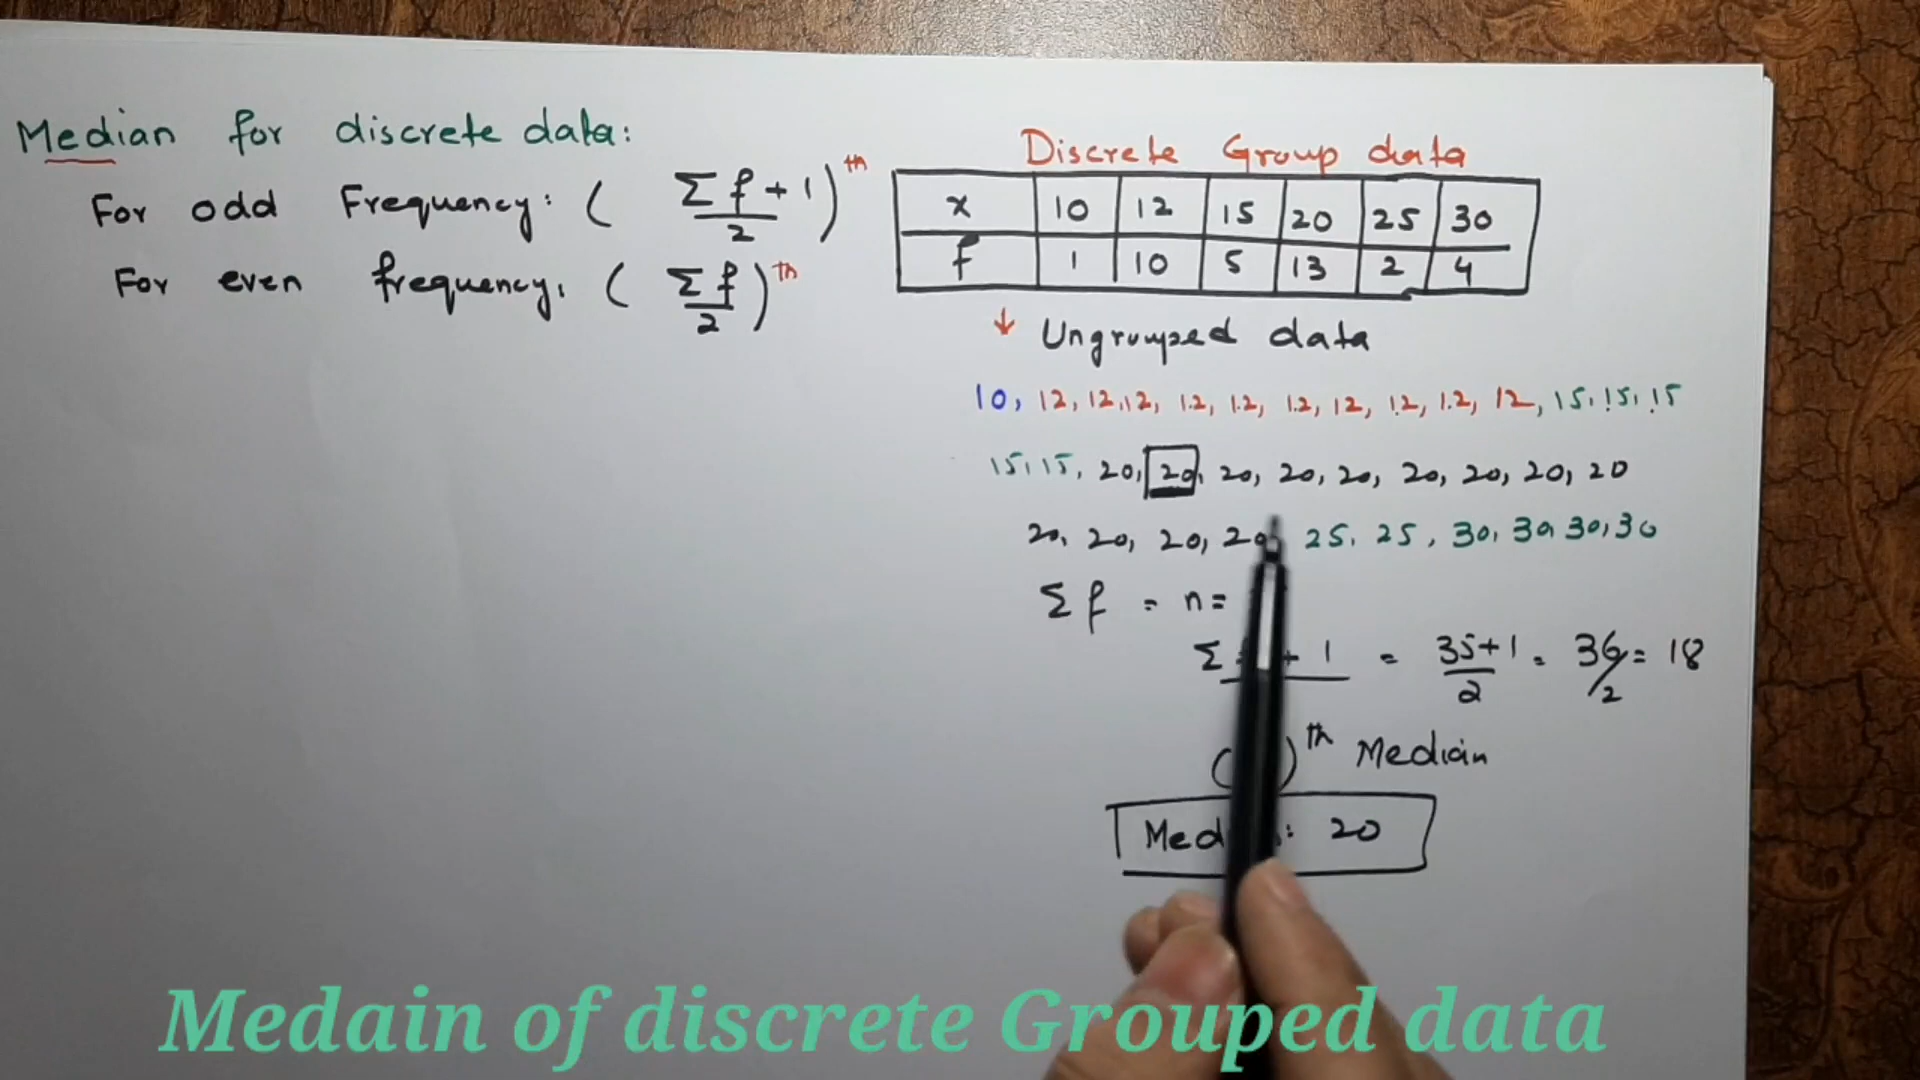 Median for discrete data:
For odd Frequency: ( Σf+1 / 2 )th
For even frequency: ( Σf / 2 )th
Discrete Group data
x 10 12 15 20 25 30
f 1 10 5 13 2 4
↓ Ungrouped data
10, 12, 12, 12, 12, 12, 12, 12, 12, 12, 12, 15, 15, 15
15, 15, 20, 20, 20, 20, 20, 20, 20, 20, 20
20, 20, 20, 20, 25, 25, 30, 30 30, 30
Σf = n =
Σ + 1 = 35+1 / 2 = 36/2 = 18
( )th Median
: 20
Medain of discrete Grouped data